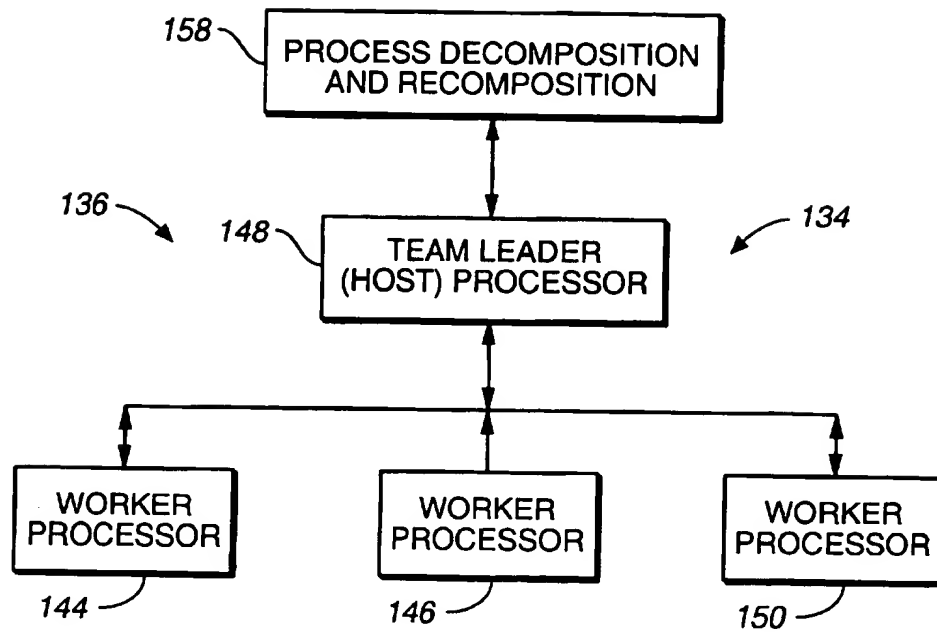 158
PROCESS DECOMPOSITION
AND RECOMPOSITION
136
148
134
TEAM LEADER
(HOST) PROCESSOR
WORKER
PROCESSOR
WORKER
PROCESSOR
WORKER
PROCESSOR
144
146
150